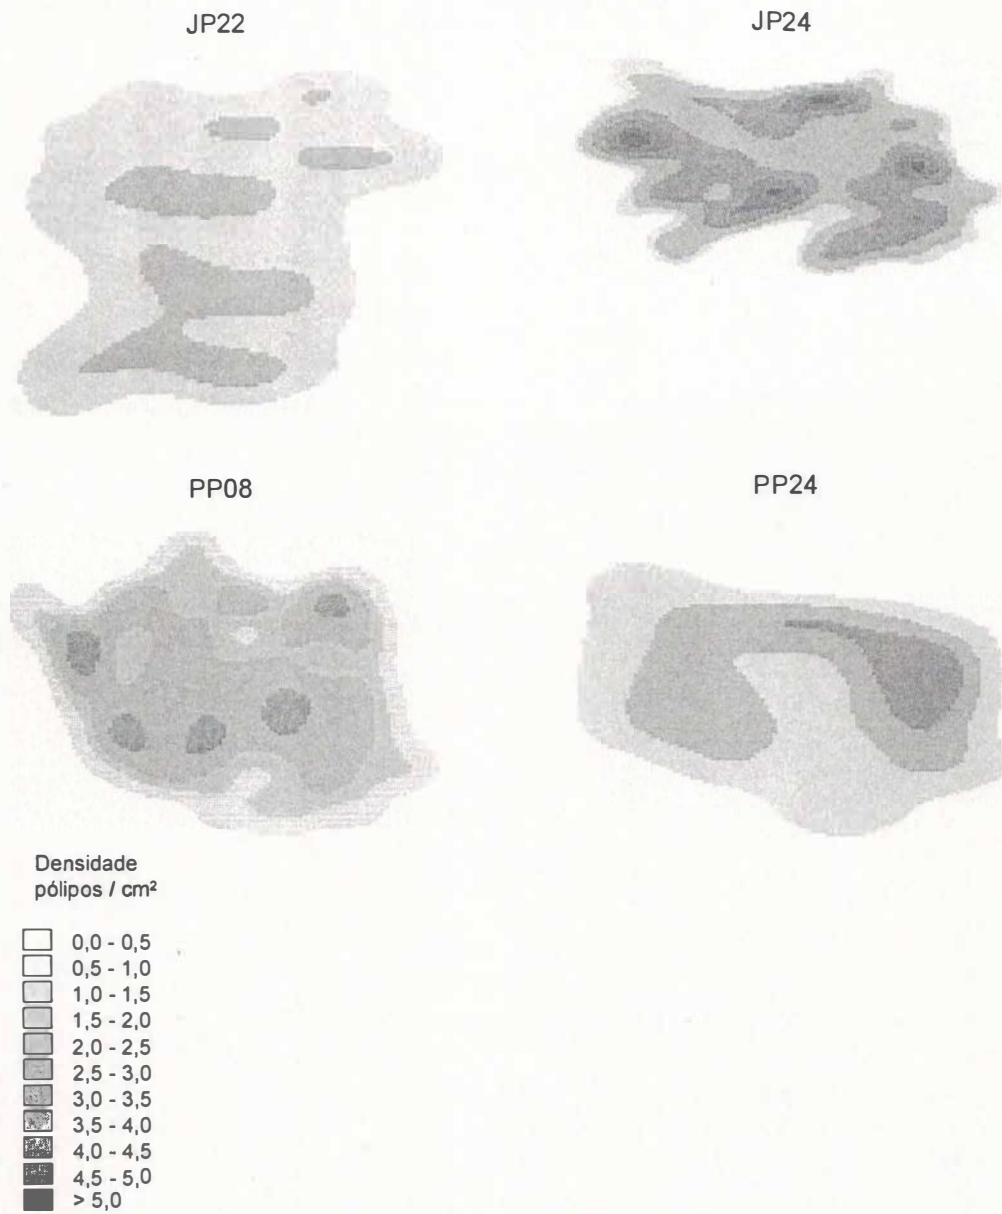 JP22
JP24
PP08
PP24
Densidade
pólipos / cm²
0,0 - 0,5
0,5 - 1,0
1,0 - 1,5
1,5 - 2,0
2,0 - 2,5
2,5 - 3,0
3,0 - 3,5
3,5 - 4,0
4,0 - 4,5
4,5 - 5,0
> 5,0